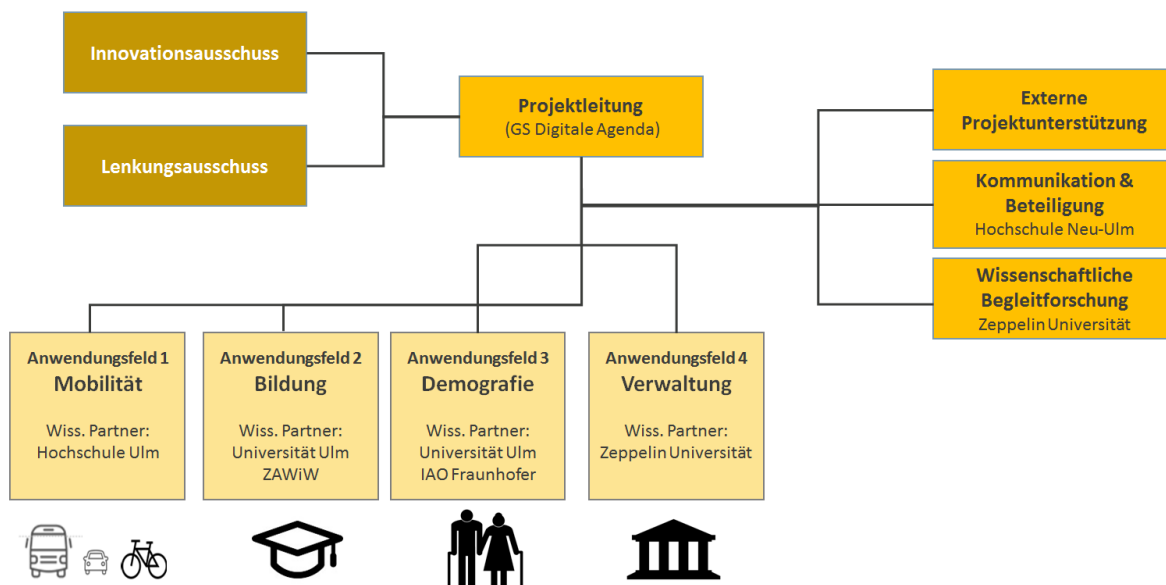 Innovationsausschuss
Lenkungsausschuss
Projektleitung
(GS Digitale Agenda)
Externe
Projektunterstützung
Kommunikation &
Beteiligung
Hochschule Neu-Ulm
Wissenschaftliche
Begleitforschung
Zeppelin Universität
Anwendungsfeld 1
Mobilität
Wiss. Partner:
Hochschule Ulm
Anwendungsfeld 2
Bildung
Wiss. Partner:
Universität Ulm
ZAWiW
Anwendungsfeld 3
Demografie
Wiss. Partner:
Universität Ulm
IAO Fraunhofer
Anwendungsfeld 4
Verwaltung
Wiss. Partner:
Zeppelin Universität